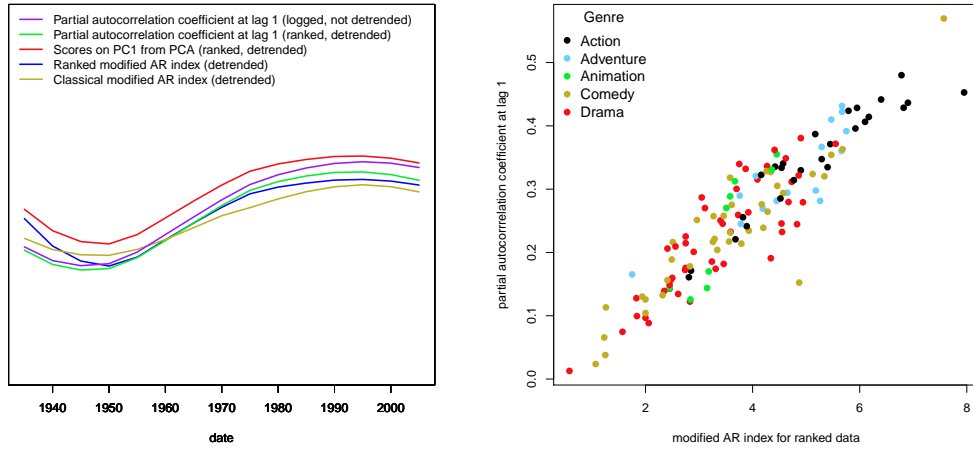 Partial autocorrelation coefficient at lag 1 (logged, not detrended)
Partial autocorrelation coefficient at lag 1 (ranked, detrended)
Scores on PC1 from PCA (ranked, detrended)
Ranked modified AR index (detrended)
Classical modified AR index (detrended)
1940 1950 1960 1970 1980 1990 2000
date
Genre
Action
Adventure
Animation
Comedy
Drama
partial autocorrelation coefficient at lag 1
0.5
0.4
0.3
0.2
0.1
0.0
2 4 6 8
modified AR index for ranked data